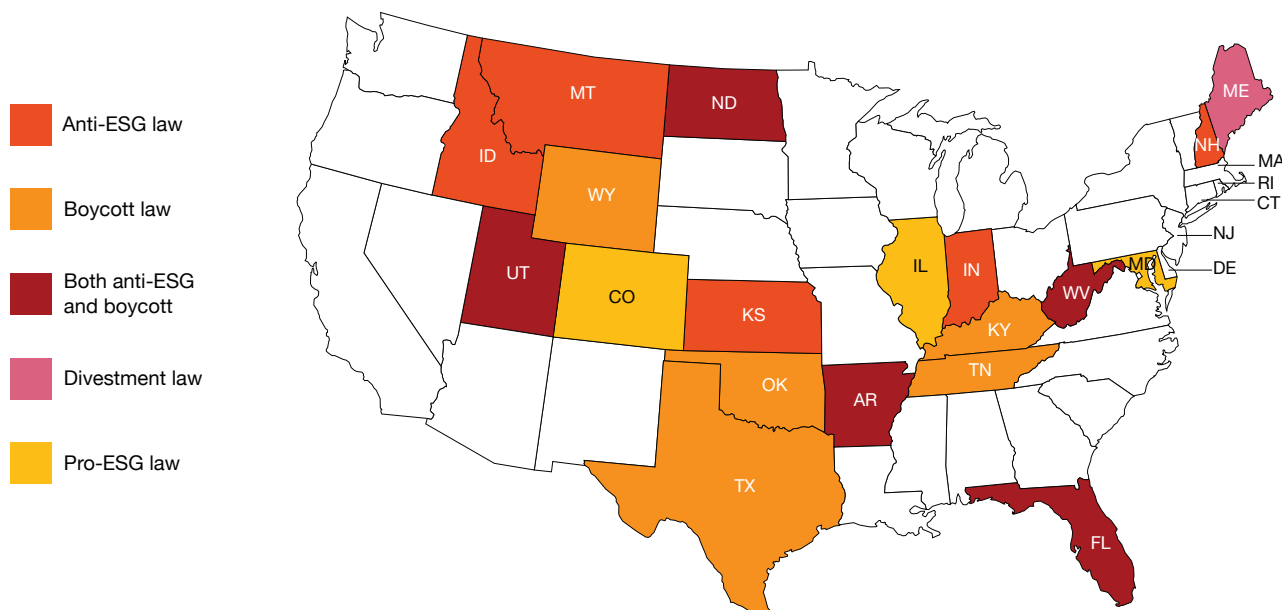 Anti-ESG law
Boycott law
Both anti-ESG
and boycott
Divestment law
Pro-ESG law
MT
ND
ID
WY
UT
CO
KS
OK
TX
AR
IL
IN
KY
TN
WV
MD
FL
ME
NH
MA
RI
CT
NJ
DE